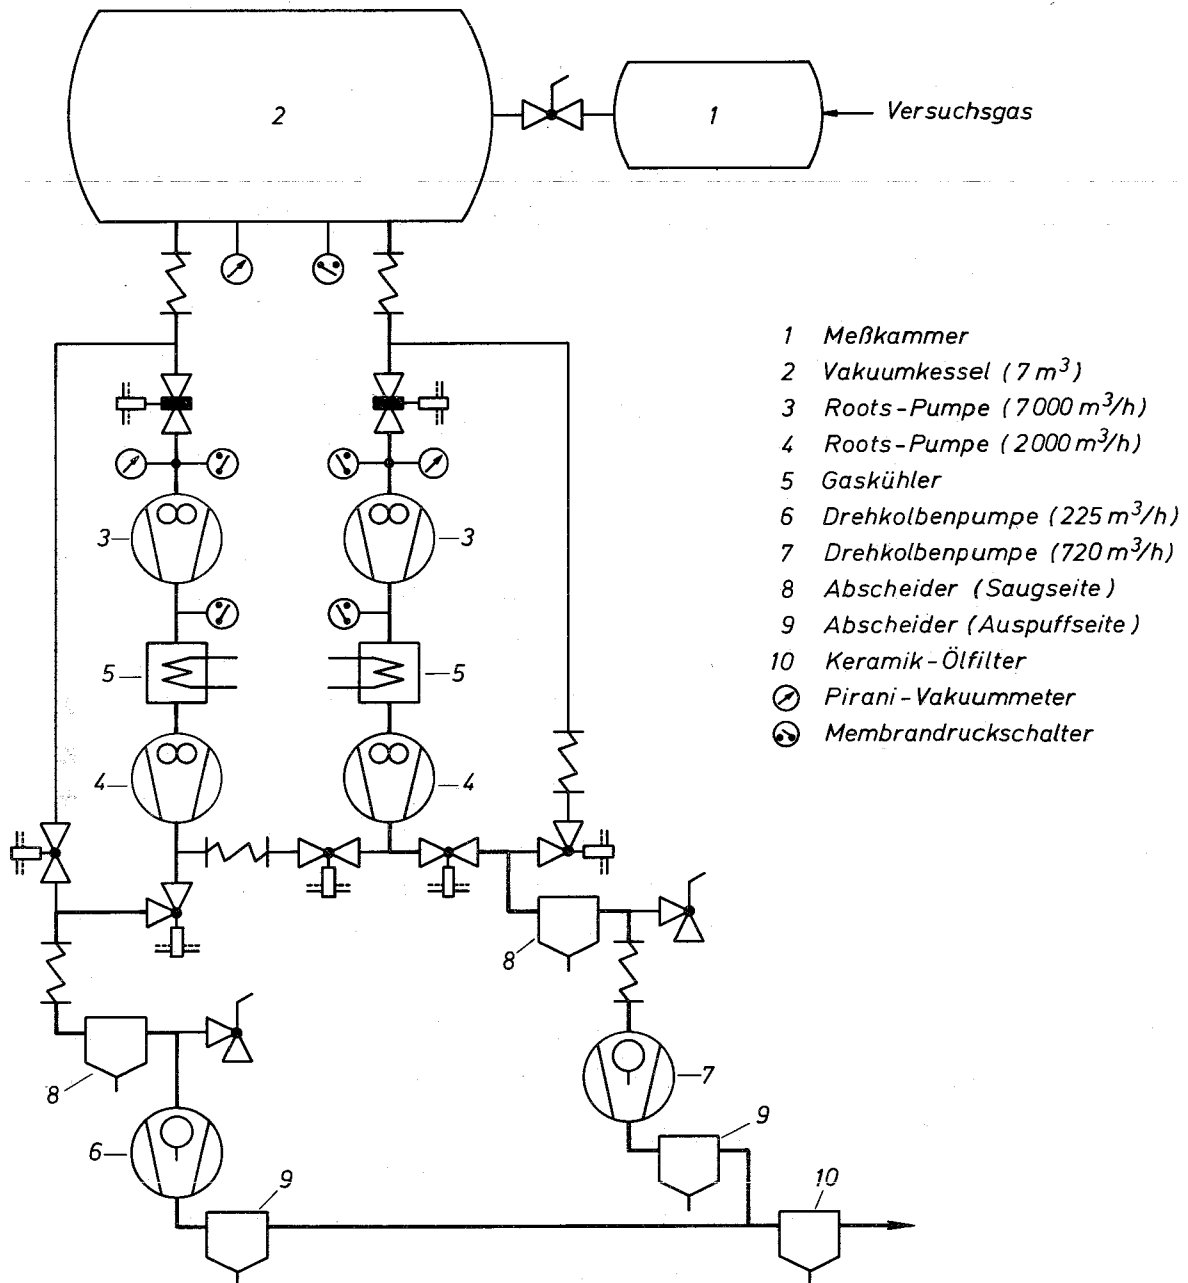 2
1
Versuchsgas
1 Meßkammer
2 Vakuumkessel (7 m³)
3 Roots-Pumpe (7000 m³/h)
4 Roots-Pumpe (2000 m³/h)
5 Gaskühler
6 Drehkolbenpumpe (225 m³/h)
7 Drehkolbenpumpe (720 m³/h)
8 Abscheider (Saugseite)
9 Abscheider (Auspuffseite)
10 Keramik-Ölfilter
Pirani-Vakuummeter
Membrandruckschalter
3
3
5
5
4
4
8
8
7
9
6
9
10